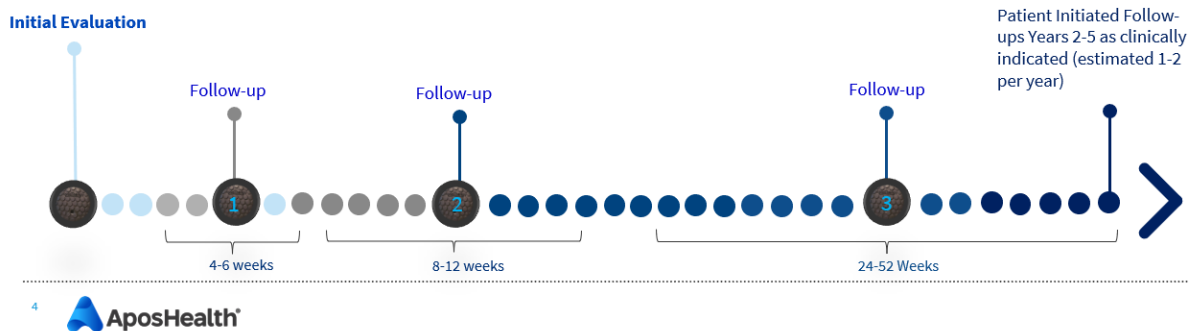 Initial Evaluation
Patient Initiated Follow-
ups Years 2-5 as clinically
indicated (estimated 1-2
per year)
Follow-up
Follow-up
Follow-up
1
2
3
4-6 weeks
8-12 weeks
24-52 Weeks
4
AposHealth®